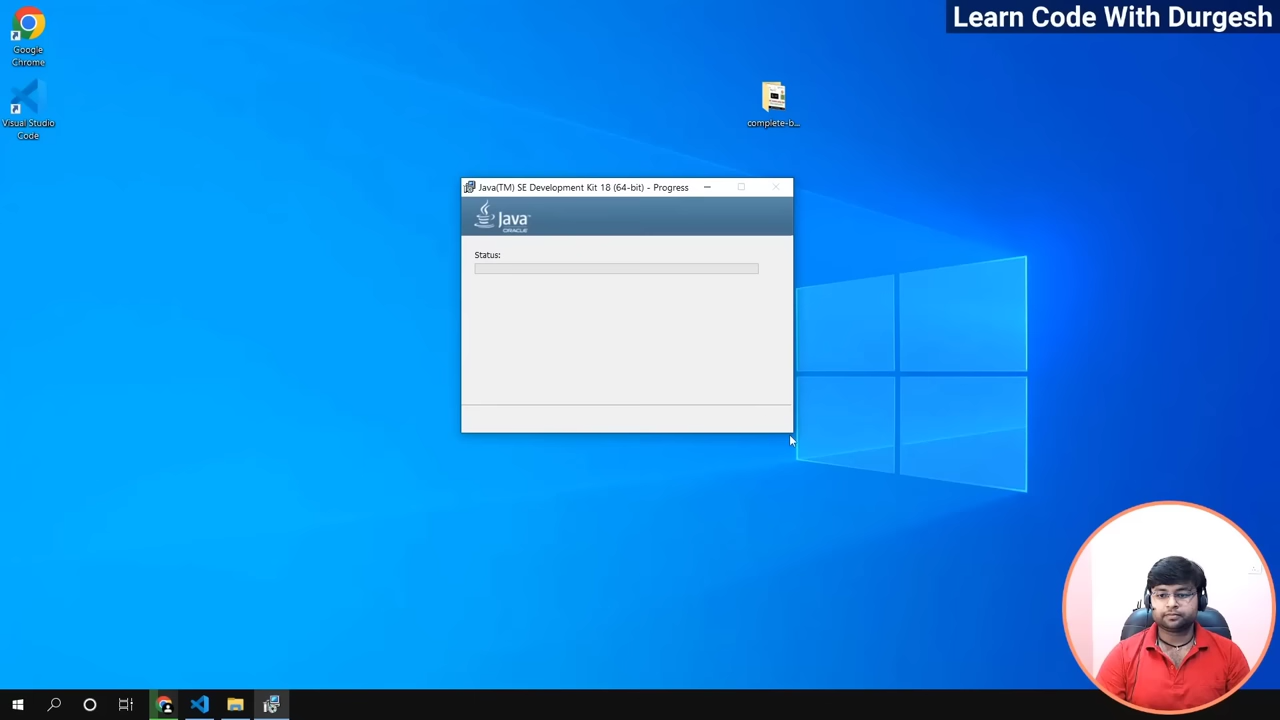 Learn Code With Durgesh
Google
Chrome
Visual Studio
Code
complete-b...
Java(TM) SE Development Kit 18 (64-bit) - Progress
Java
ORACLE
Status: